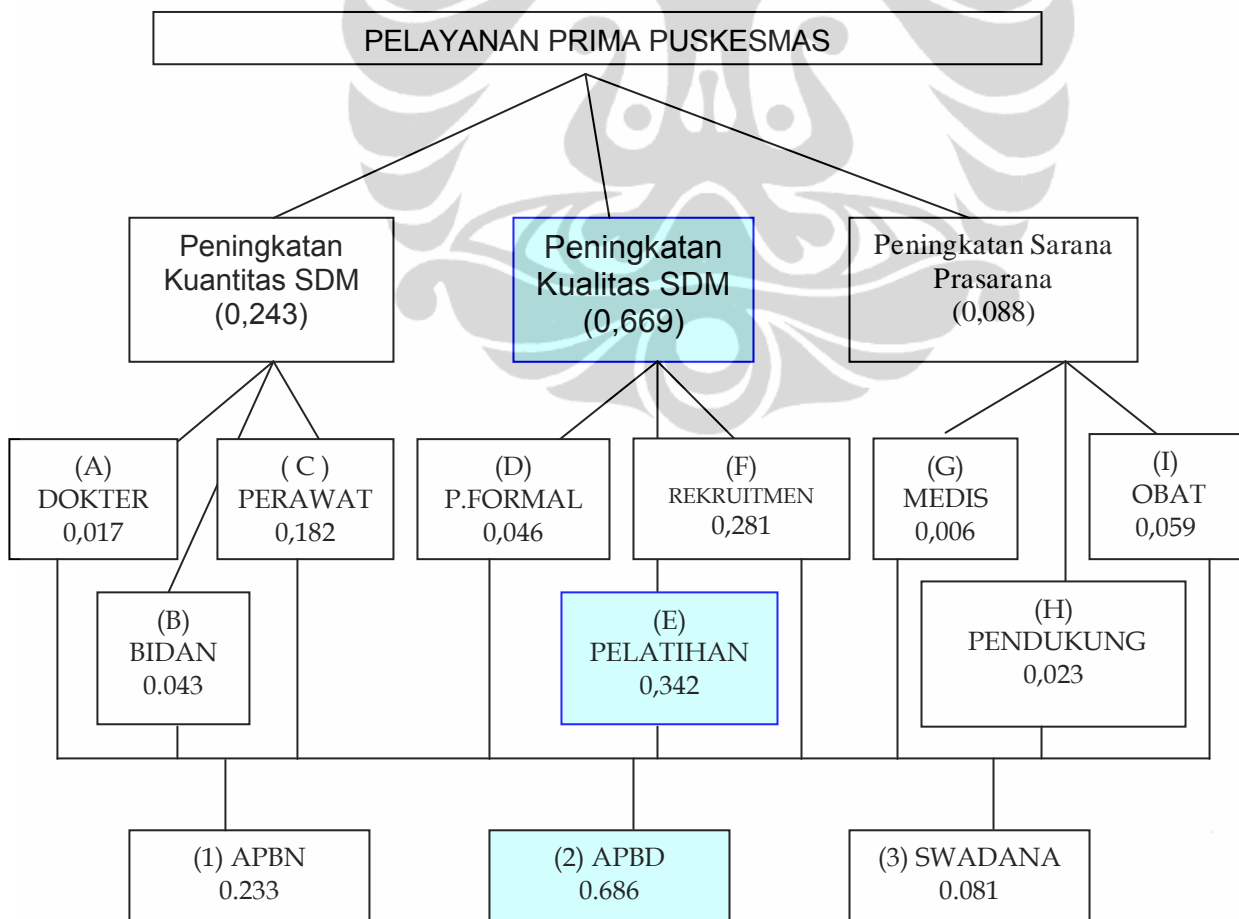 PELAYANAN PRIMA PUSKESMAS
Peningkatan
Kuantitas SDM
(0,243)
Peningkatan
Kualitas SDM
(0,669)
Peningkatan Sarana
Prasarana
(0,088)
(A)
DOKTER
0,017
( C )
PERAWAT
0,182
(D)
P.FORMAL
0,046
(F)
REKRUITMEN
0,281
(G)
MEDIS
0,006
(I)
OBAT
0,059
(B)
BIDAN
0.043
(E)
PELATIHAN
0,342
(H)
PENDUKUNG
0,023
(1) APBN
0.233
(2) APBD
0.686
(3) SWADANA
0.081